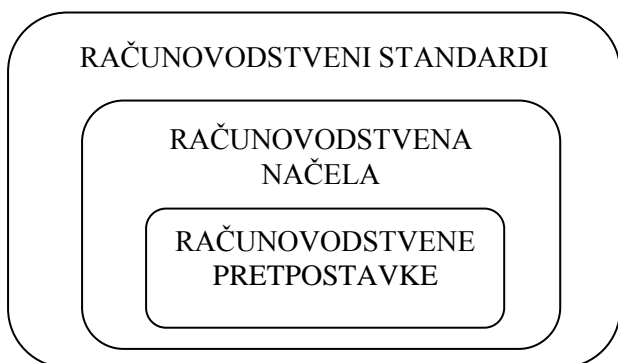 RAČUNOVODSTVENI STANDARDI
RAČUNOVODSTVENA
NAČELA
RAČUNOVODSTVENE
PRETPOSTAVKE